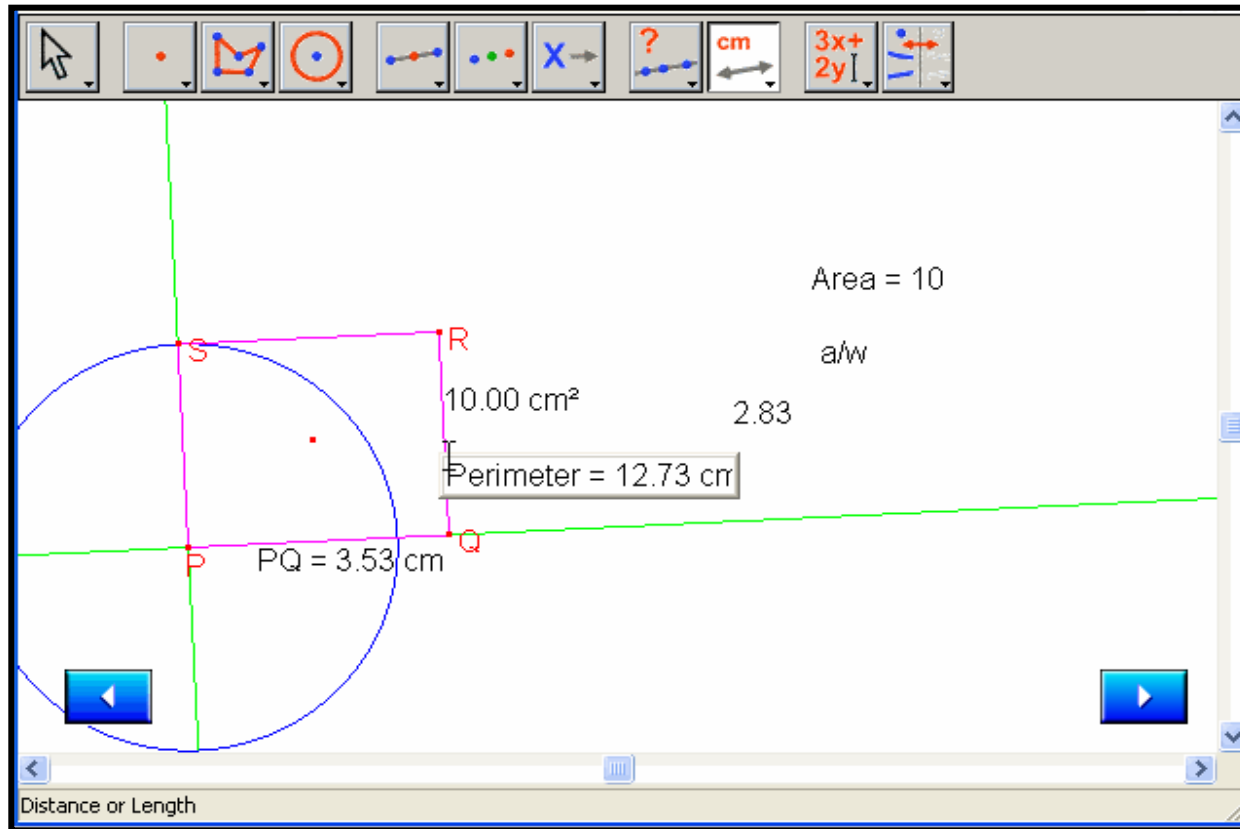 ?
cm
3x+
2y
X
Area = 10
S
R
a/w
10.00 cm²
2.83
Perimeter = 12.73 cm
Q
P
PQ = 3.53 cm
Distance or Length